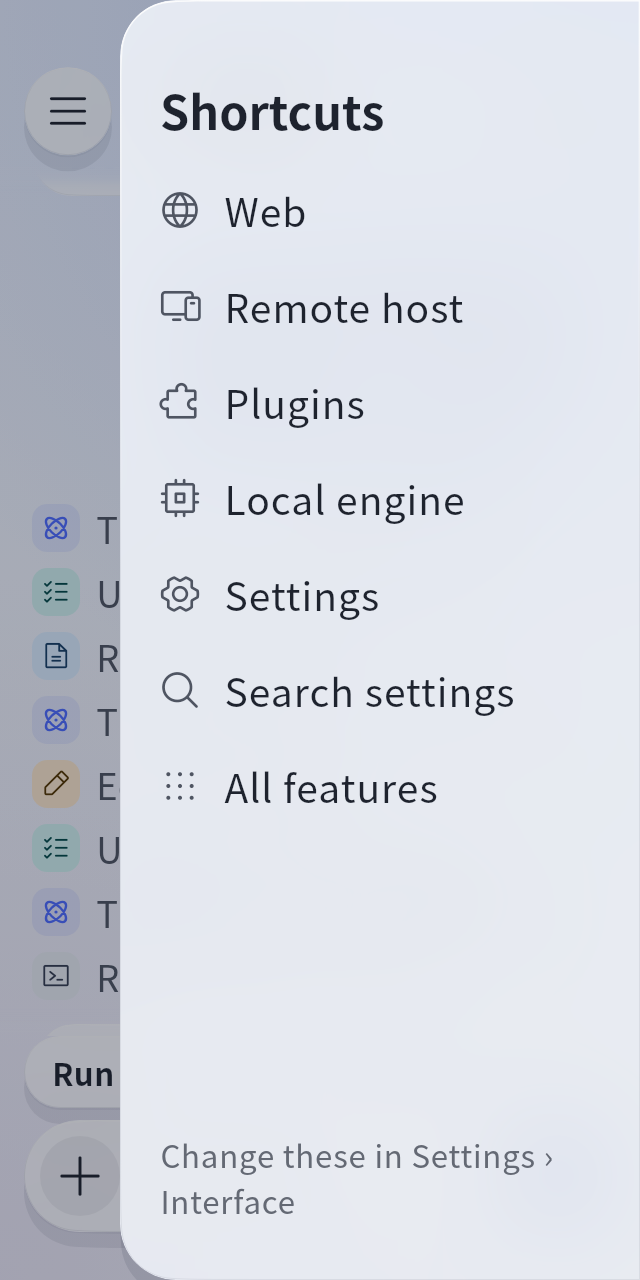 Shortcuts
Web
Remote host
Plugins
Local engine
Settings
Search settings
All features
Change these in Settings ›
Interface
T
U
R
T
U
T
R
Run